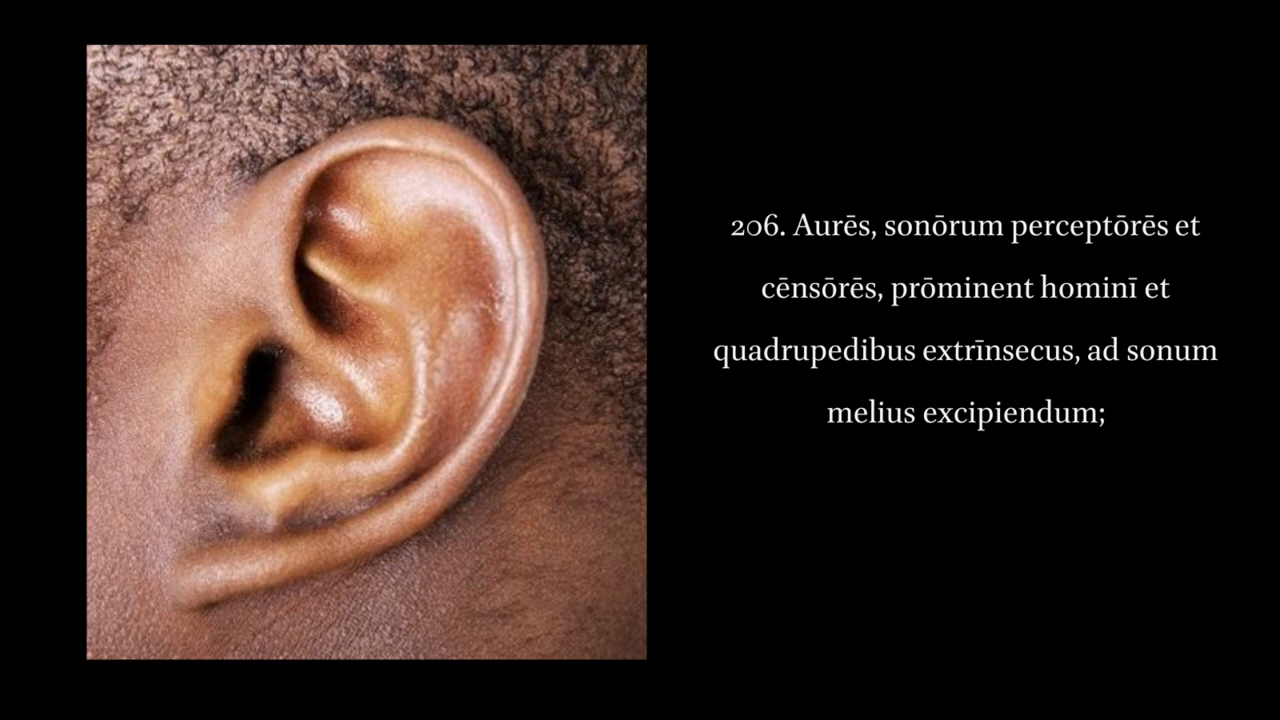 206. Aurēs, sonōrum perceptōrēs et
cēnsōrēs, prōminent hominī et
quadrupedibus extrīnsecus, ad sonum
melius excipiendum;